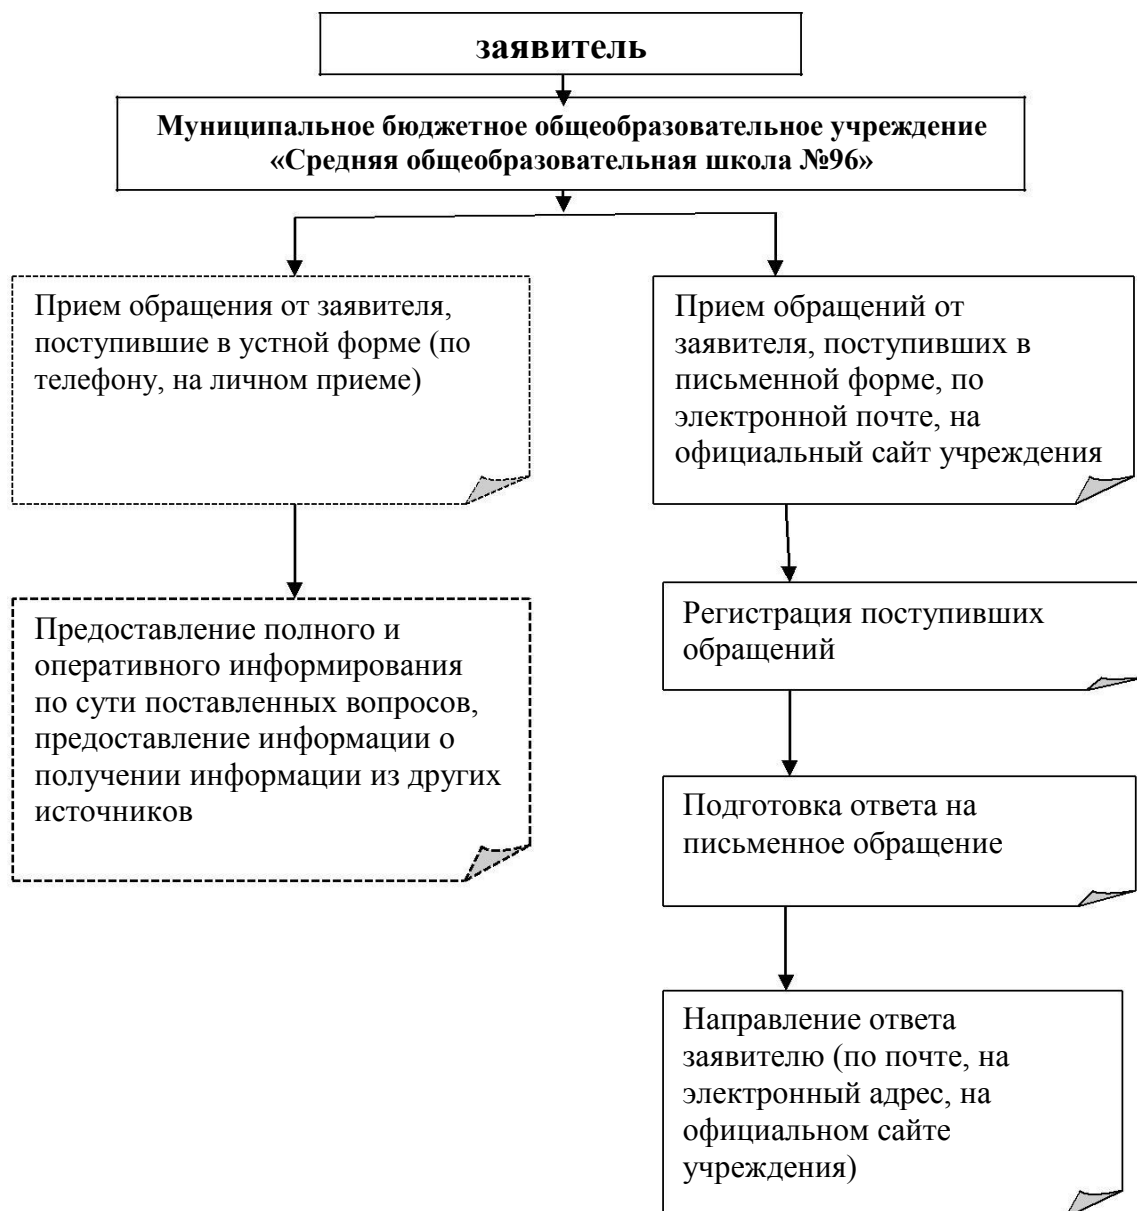 заявитель
Муниципальное бюджетное общеобразовательное учреждение
«Средняя общеобразовательная школа №96»
Прием обращения от заявителя,
поступившие в устной форме (по
телефону, на личном приеме)
Прием обращений от
заявителя, поступивших в
письменной форме, по
электронной почте, на
официальный сайт учреждения
Предоставление полного и
оперативного информирования
по сути поставленных вопросов,
предоставление информации о
получении информации из других
источников
Регистрация поступивших
обращений
Подготовка ответа на
письменное обращение
Направление ответа
заявителю (по почте, на
электронный адрес, на
официальном сайте
учреждения)